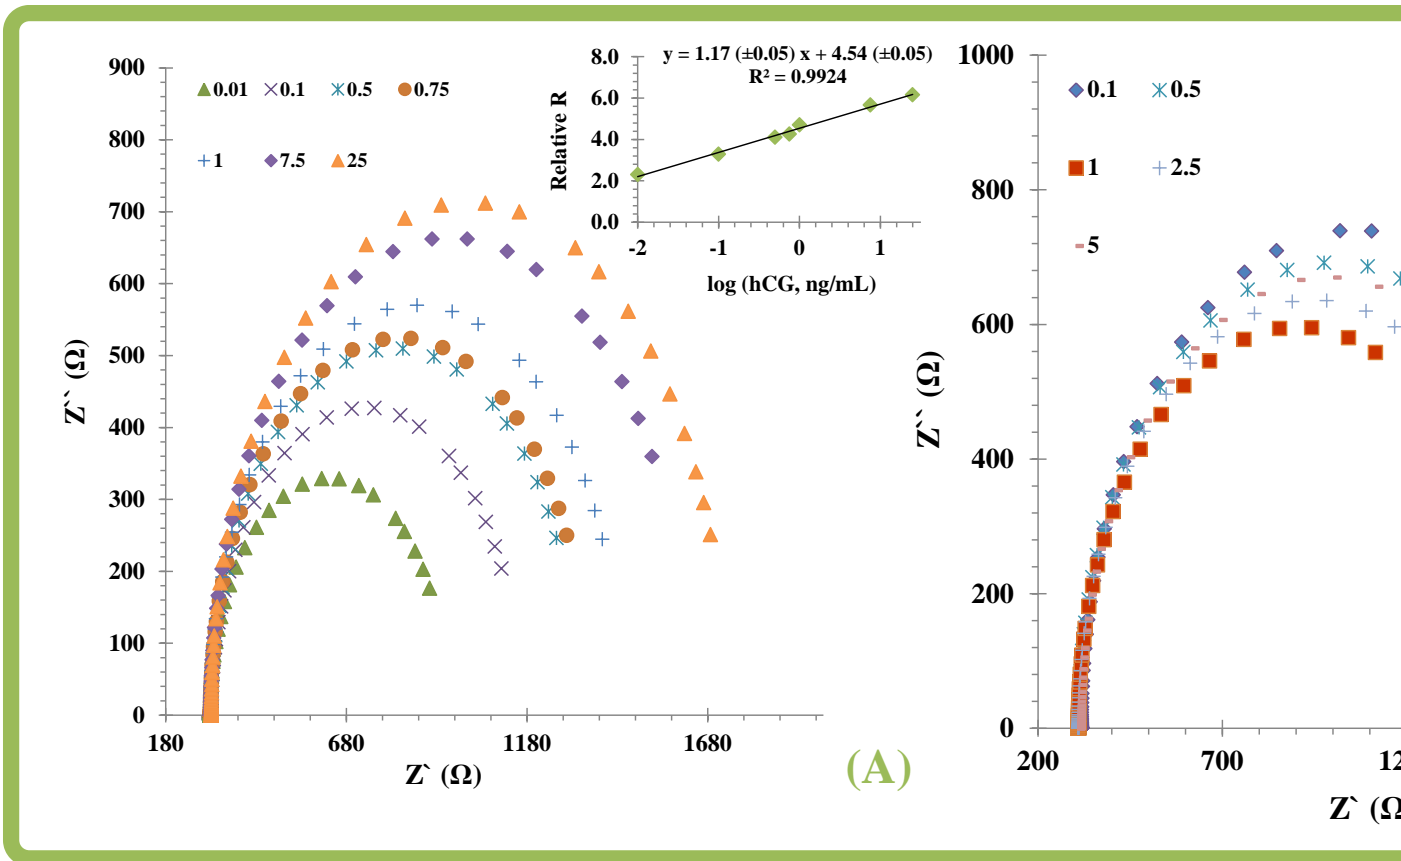 y = 1.17 (±0.05) x + 4.54 (±0.05)
R² = 0.9924
8.0
6.0
4.0
2.0
0.0
Relative R
-2 -1 0 1
log (hCG, ng/mL)
0.01 0.1 0.5 0.75
1 7.5 25
900
800
700
600
500
400
300
200
100
0
Z`` (Ω)
180 680 1180 1680
Z` (Ω)
(A)
0.1 0.5
1 2.5
5
1000
800
600
400
200
0
Z`` (Ω)
200 700
Z` (Ω